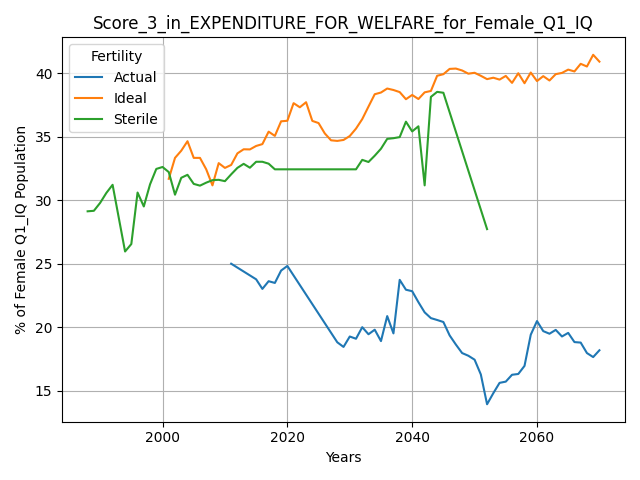 Score_3_in_EXPENDITURE_FOR_WELFARE_for_Female_Q1_IQ
Fertility
Actual
Ideal
Sterile
% of Female Q1_IQ Population
40
35
30
25
20
15
2000
2020
2040
2060
Years